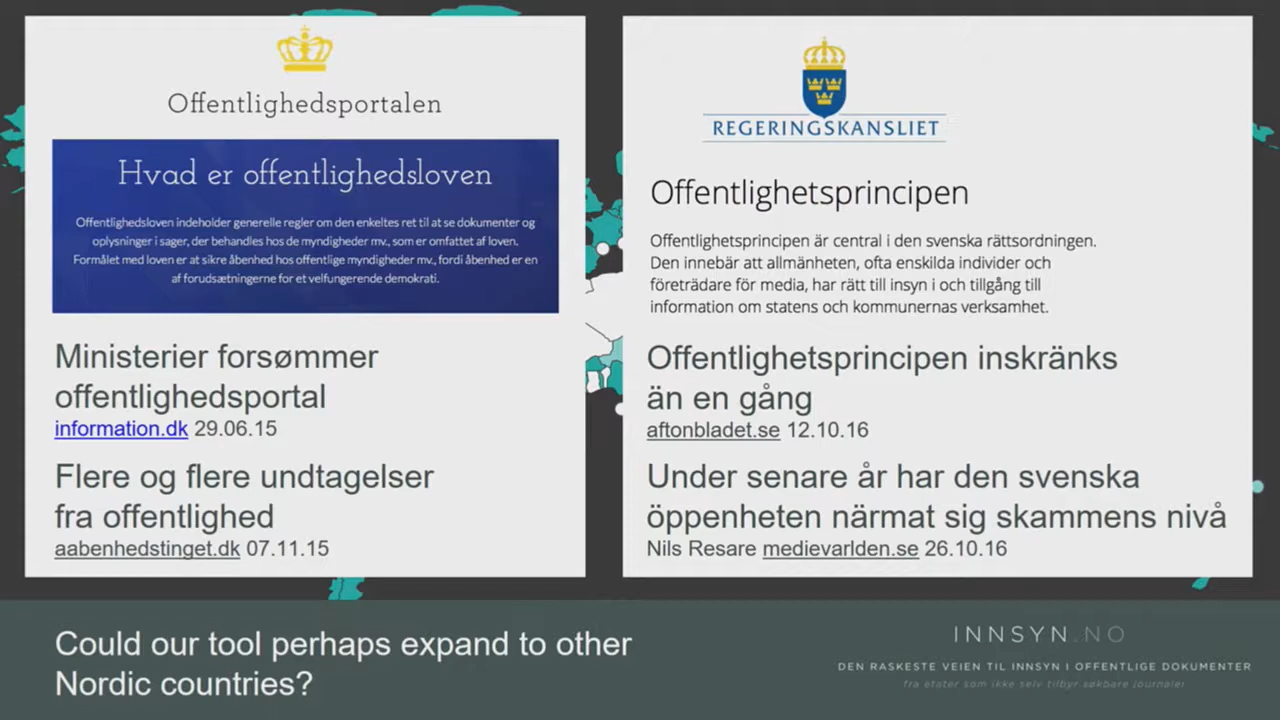 Offentlighedsportalen
Hvad er offentlighedsloven
Offentlighedsloven indeholder generelle regler om den enkeltes ret til at se dokumenter og
oplysninger i sager, der behandles hos de myndigheder mv., som er omfattet af loven.
Formålet med loven er at sikre åbenhed hos offentlige myndigheder mv., fordi åbenhed er en
af forudsætningerne for et velfungerende demokrati.
Ministerier forsømmer
offentlighedsportal
information.dk 29.06.15
Flere og flere undtagelser
fra offentlighed
aabenhedstinget.dk 07.11.15
REGERINGSKANSLIET
Offentlighetsprincipen
Offentlighetsprincipen är central i den svenska rättsordningen.
Den innebär att allmänheten, ofta enskilda individer och
företrädare för media, har rätt till insyn i och tillgång till
information om statens och kommunernas verksamhet.
Offentlighetsprincipen inskränks
än en gång
aftonbladet.se 12.10.16
Under senare år har den svenska
öppenheten närmat sig skammens nivå
Nils Resare medievarlden.se 26.10.16
Could our tool perhaps expand to other
Nordic countries?
INNSYN.NO
DEN RASKESTE VEIEN TIL INNSYN I OFFENTLIGE DOKUMENTER
fra etater som ikke selv tilbyr søkbare journaler